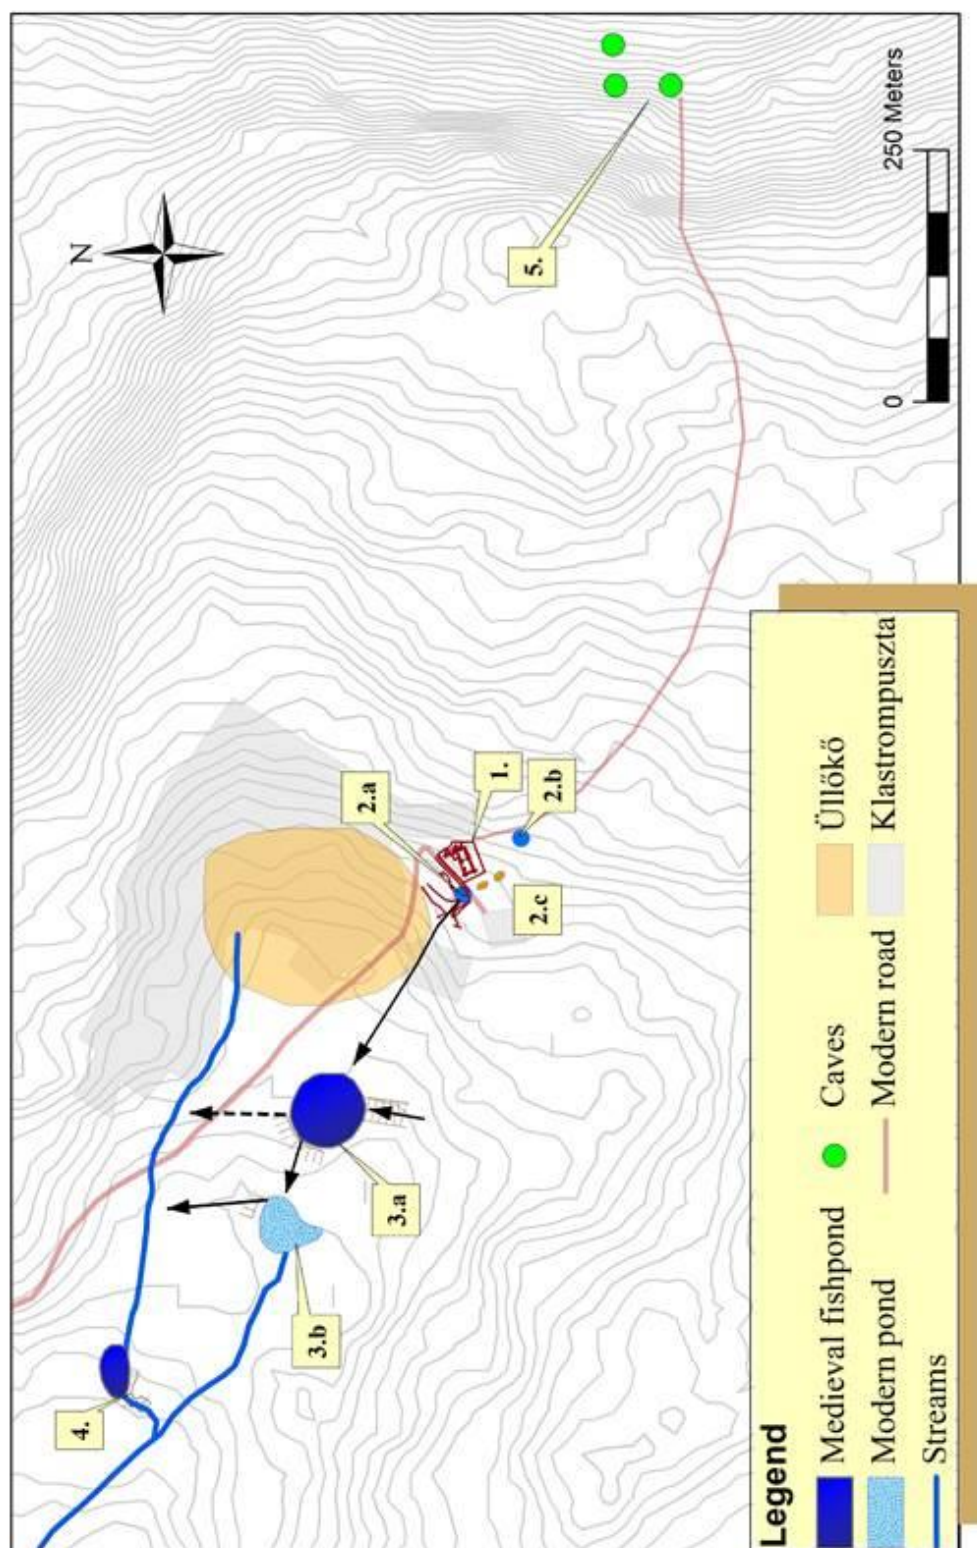 N
4.
3.b
3.a
2.a
1.
2.b
2.c
5.
0 250 Meters
Legend
Medieval fishpond
Caves
Üllőkő
Modern pond
Modern road
Klastrompuszta
Streams